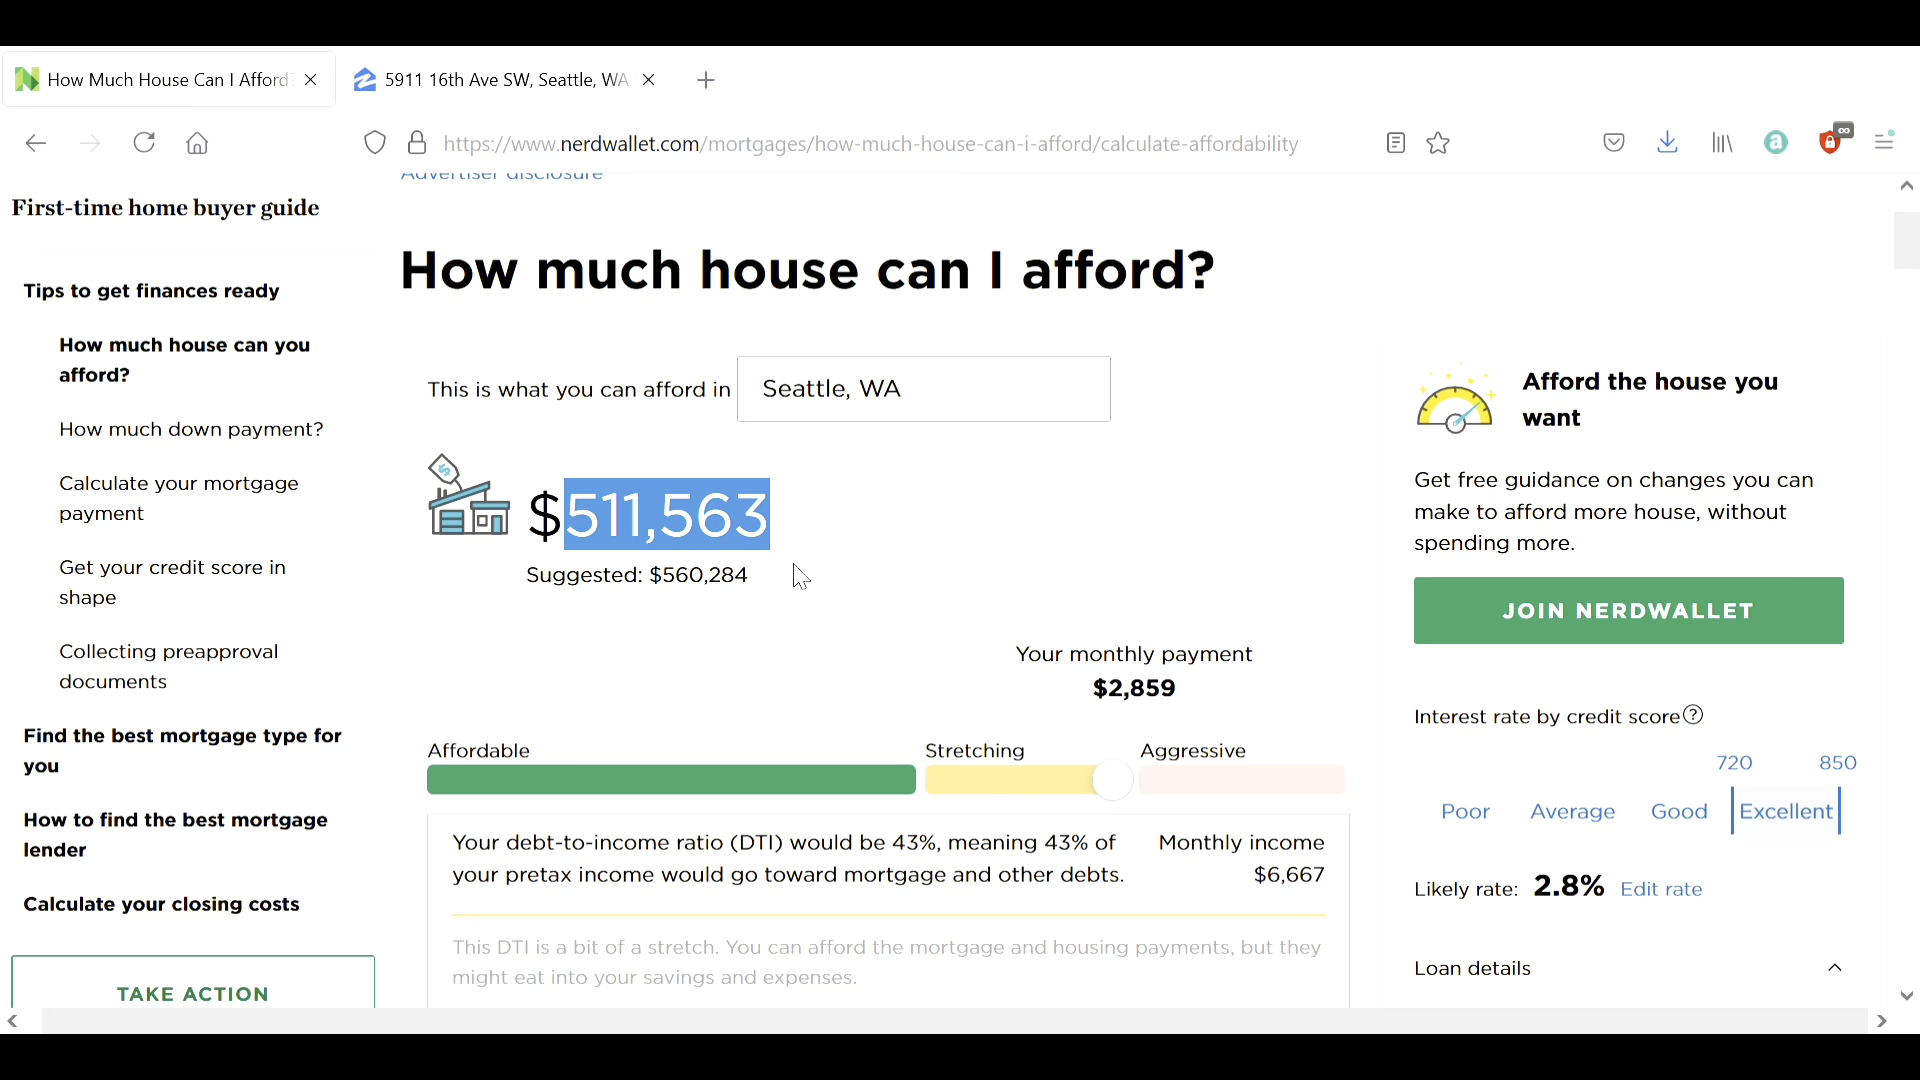 How Much House Can I Afford?
5911 16th Ave SW, Seattle, WA
https://www.nerdwallet.com/mortgages/how-much-house-can-i-afford/calculate-affordability
Advertiser disclosure
First-time home buyer guide
Tips to get finances ready
How much house can you
afford?
How much down payment?
Calculate your mortgage
payment
Get your credit score in
shape
Collecting preapproval
documents
Find the best mortgage type for
you
How to find the best mortgage
lender
Calculate your closing costs
TAKE ACTION
How much house can I afford?
This is what you can afford in
Seattle, WA
$511,563
Suggested: $560,284
Your monthly payment
$2,859
Affordable
Stretching
Aggressive
Your debt-to-income ratio (DTI) would be 43%, meaning 43% of
your pretax income would go toward mortgage and other debts.
Monthly income
$6,667
This DTI is a bit of a stretch. You can afford the mortgage and housing payments, but they
might eat into your savings and expenses.
Afford the house you
want
Get free guidance on changes you can
make to afford more house, without
spending more.
JOIN NERDWALLET
Interest rate by credit score
720 850
Poor Average Good Excellent
Likely rate: 2.8% Edit rate
Loan details